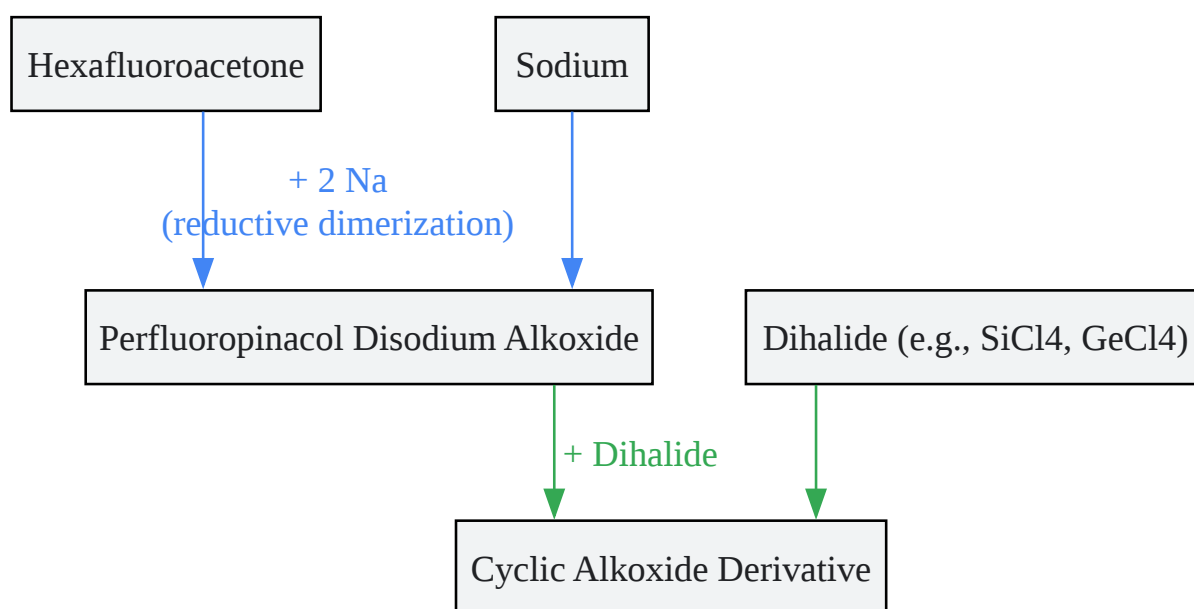 Hexafluoroacetone
Sodium
+ 2 Na
(reductive dimerization)
Perfluoropinacol Disodium Alkoxide
Dihalide (e.g., SiCl4, GeCl4)
+ Dihalide
Cyclic Alkoxide Derivative